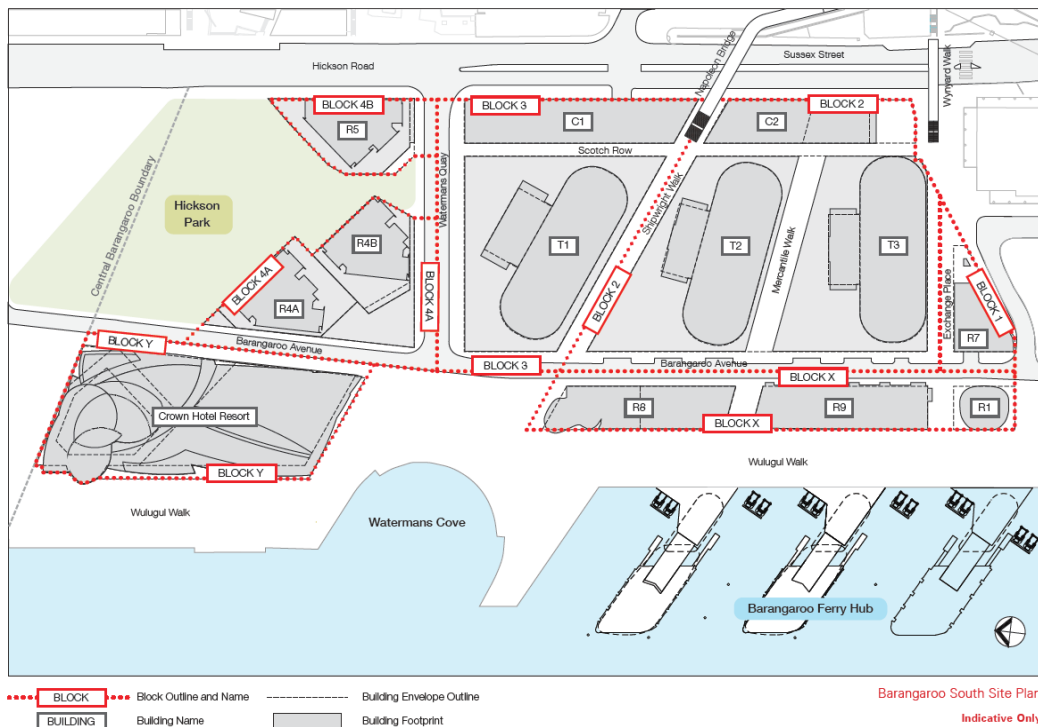 Hickson Road
Sussex Street
Napoleon Bridge
Wynyard Walk
BLOCK 4B
BLOCK 3
BLOCK 2
R5
C1
C2
Scotch Row
Central Barangaroo Boundary
Watermans Quay
Hickson
Park
R4B
T1
Shipwright Walk
T2
Mercantile Walk
T3
BLOCK 4A
BLOCK 4A
R4A
BLOCK 2
Exchange Place
BLOCK 1
R7
BLOCK Y
Barangaroo Avenue
BLOCK 3
Barangaroo Avenue
BLOCK X
Crown Hotel Resort
R8
R9
R1
BLOCK X
BLOCK Y
Wulugul Walk
Wulugul Walk
Watermans Cove
Barangaroo Ferry Hub
BLOCK
Block Outline and Name
Building Envelope Outline
BUILDING
Building Name
Building Footprint
Barangaroo South Site Plan
Indicative Only